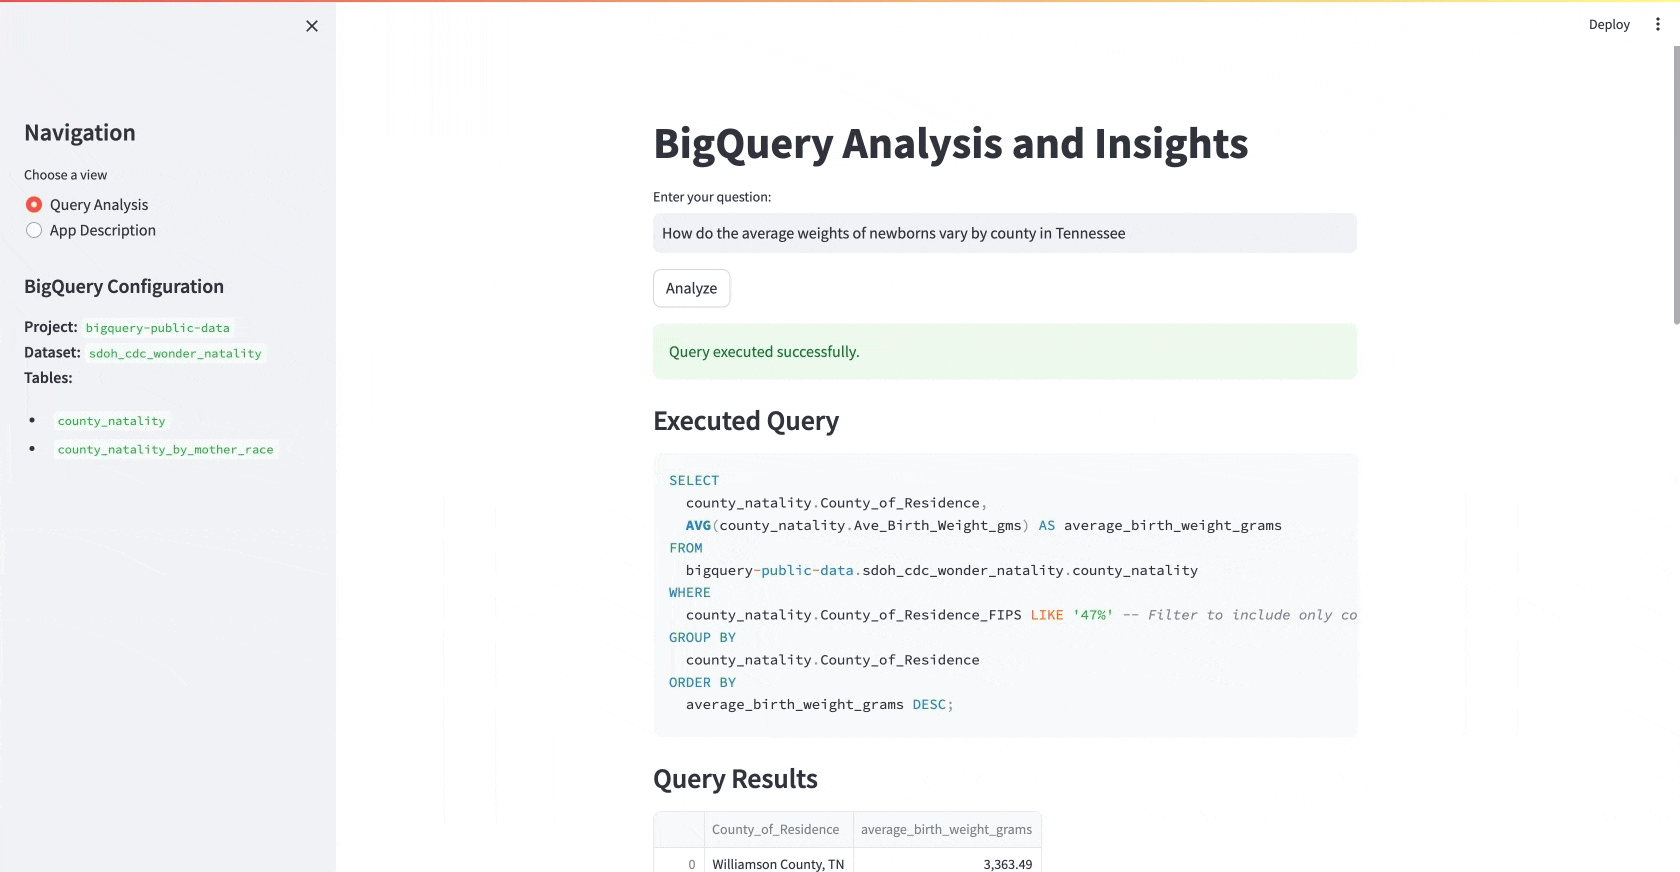 Deploy
Navigation
Choose a view
Query Analysis
App Description
BigQuery Configuration
Project: bigquery-public-data
Dataset: sdoh_cdc_wonder_natality
Tables:
county_natality
county_natality_by_mother_race
BigQuery Analysis and Insights
Enter your question:
How do the average weights of newborns vary by county in Tennessee
Analyze
Query executed successfully.
Executed Query
SELECT
county_natality.County_of_Residence,
AVG(county_natality.Ave_Birth_Weight_gms) AS average_birth_weight_grams
FROM
bigquery-public-data.sdoh_cdc_wonder_natality.county_natality
WHERE
county_natality.County_of_Residence_FIPS LIKE '47%' -- Filter to include only co
GROUP BY
county_natality.County_of_Residence
ORDER BY
average_birth_weight_grams DESC;
Query Results
County_of_Residence average_birth_weight_grams
0 Williamson County, TN 3,363.49